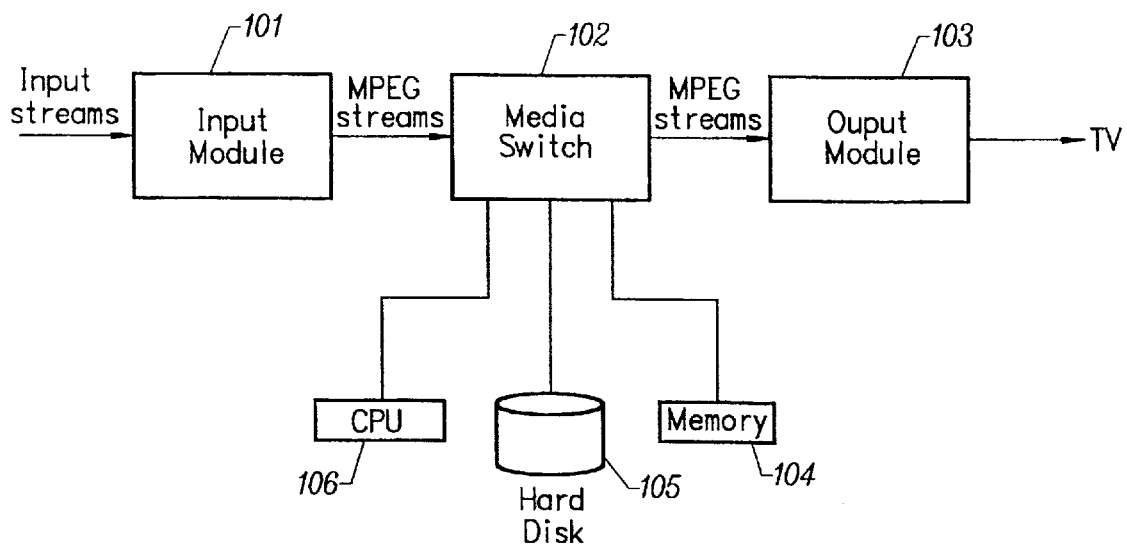 101
102
103
Input
streams
MPEG
streams
MPEG
streams
Input
Module
Media
Switch
Ouput
Module
TV
CPU
Memory
106
105
104
Hard
Disk